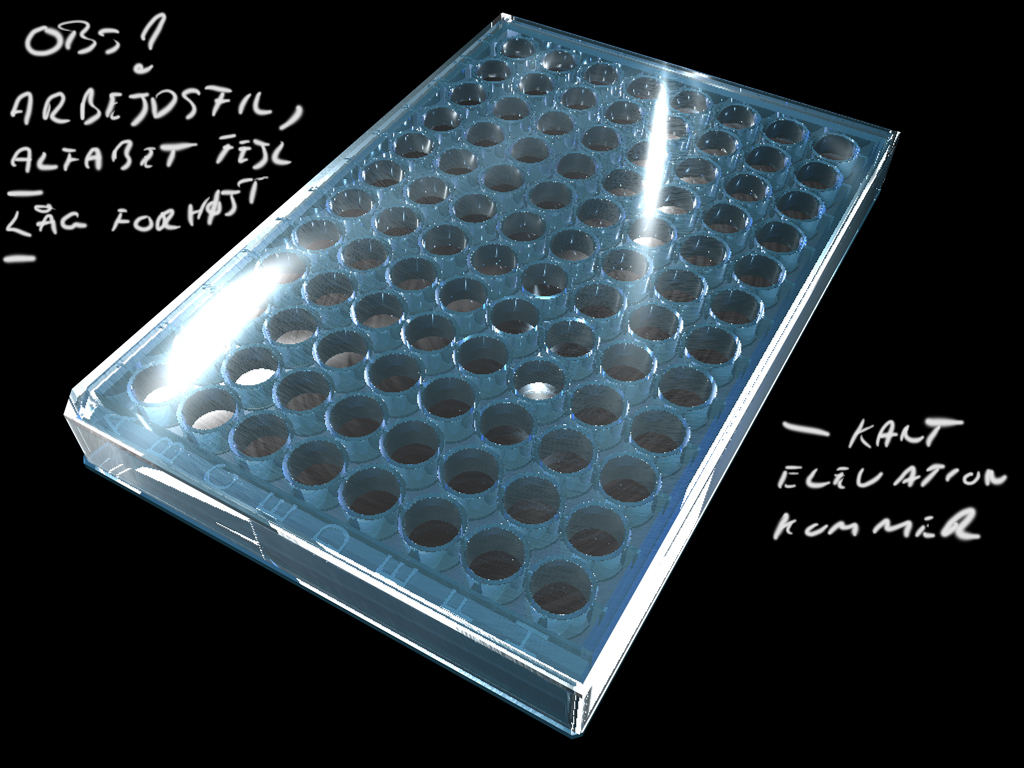 OBS!
ARBEJDSFIL,
ALFABET FEJL
- LÅG FORHØJT
-
- KANT
ELEVATION
KOMMER